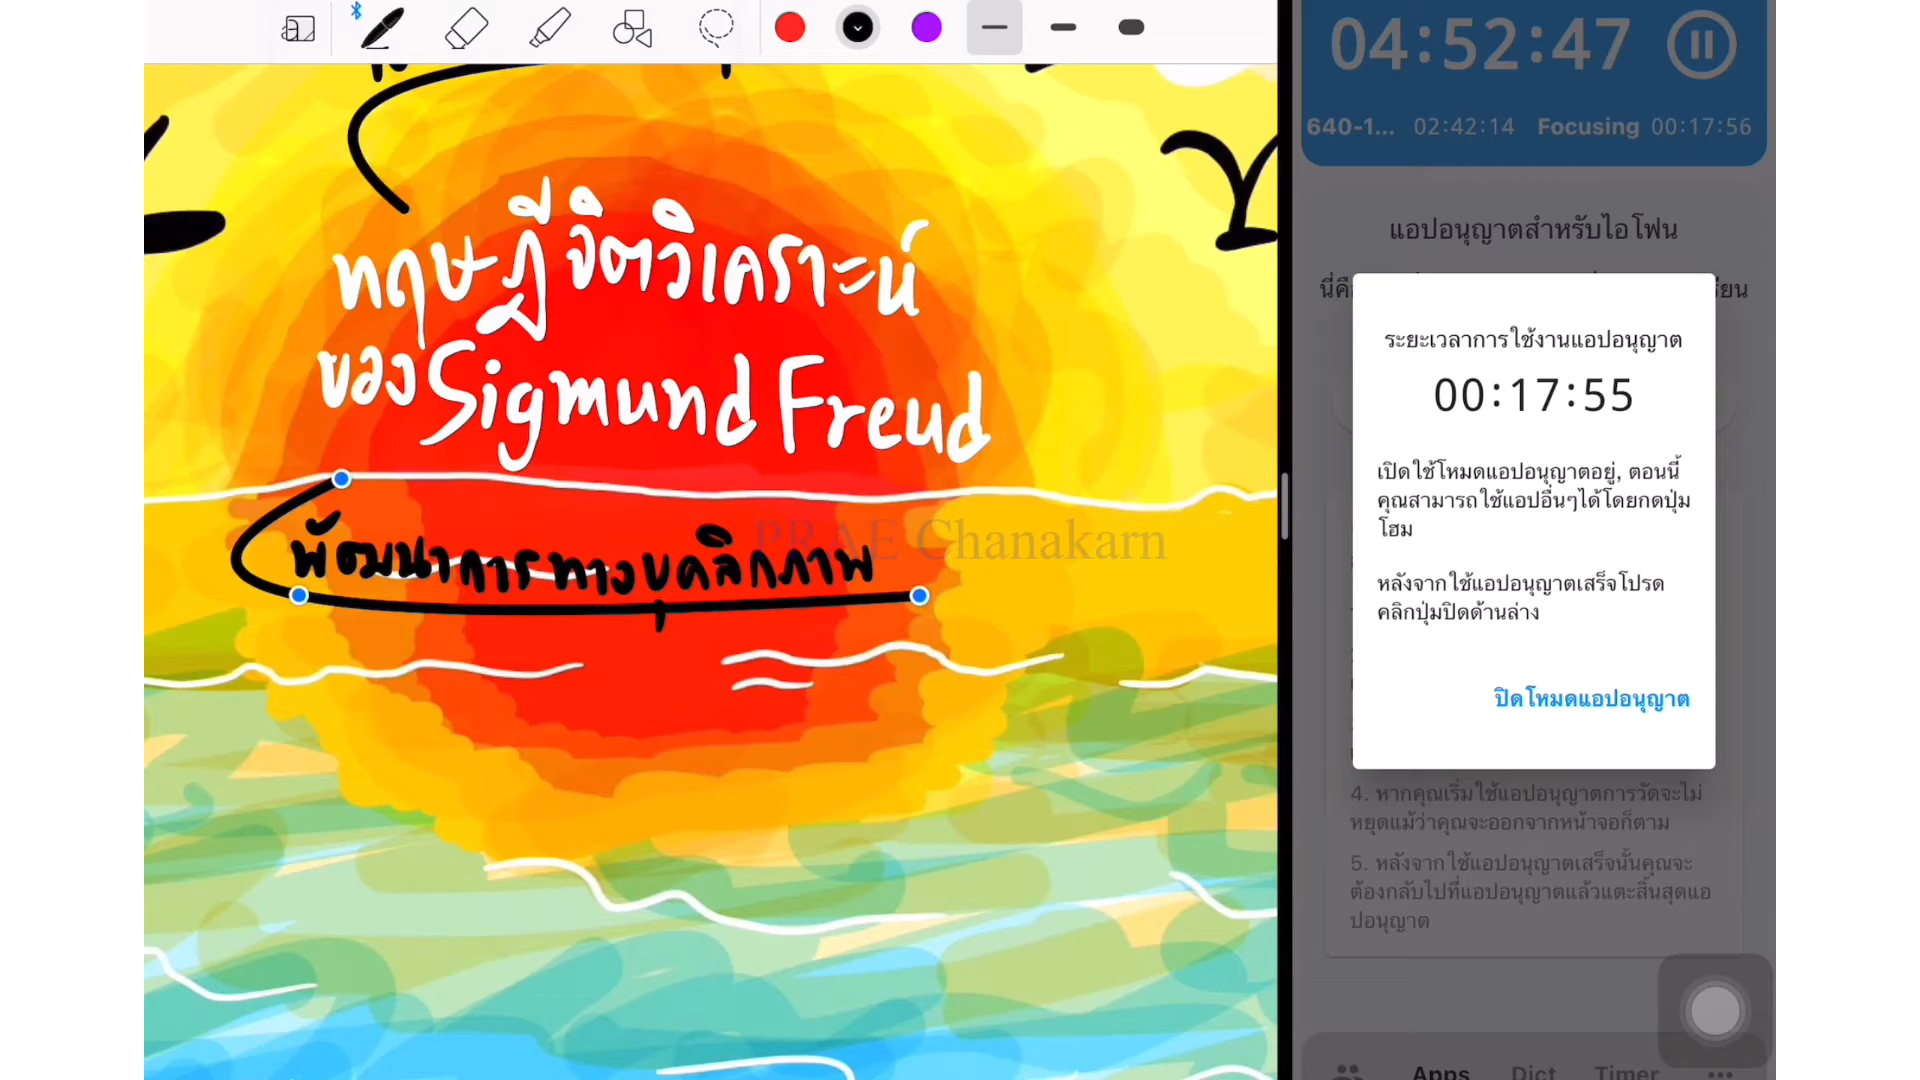 ทฤษฎีจิตวิเคราะห์
ของ Sigmund Freud
พัฒนาการทางบุคลิกภาพ
PRAE Chanakarn
04:52:47
640-1... 02:42:14 Focusing 00:17:56
แอปอนุญาตสำหรับไอโฟน
ระยะเวลาการใช้งานแอปอนุญาต
00:17:55
เปิดใช้โหมดแอปอนุญาตอยู่, ตอนนี้
คุณสามารถใช้แอปอื่นๆได้โดยกดปุ่ม
โฮม
หลังจากใช้แอปอนุญาตเสร็จโปรด
คลิกปุ่มปิดด้านล่าง
ปิดโหมดแอปอนุญาต
4. หากคุณเริ่มใช้แอปอนุญาตการวัดจะไม่
หยุดแม้ว่าคุณจะออกจากหน้าจอก็ตาม
5. หลังจากใช้แอปอนุญาตเสร็จนั้นคุณจะ
ต้องกลับไปที่แอปอนุญาตแล้วแตะสิ้นสุดแอ
ปอนุญาต
Apps Dict Timer